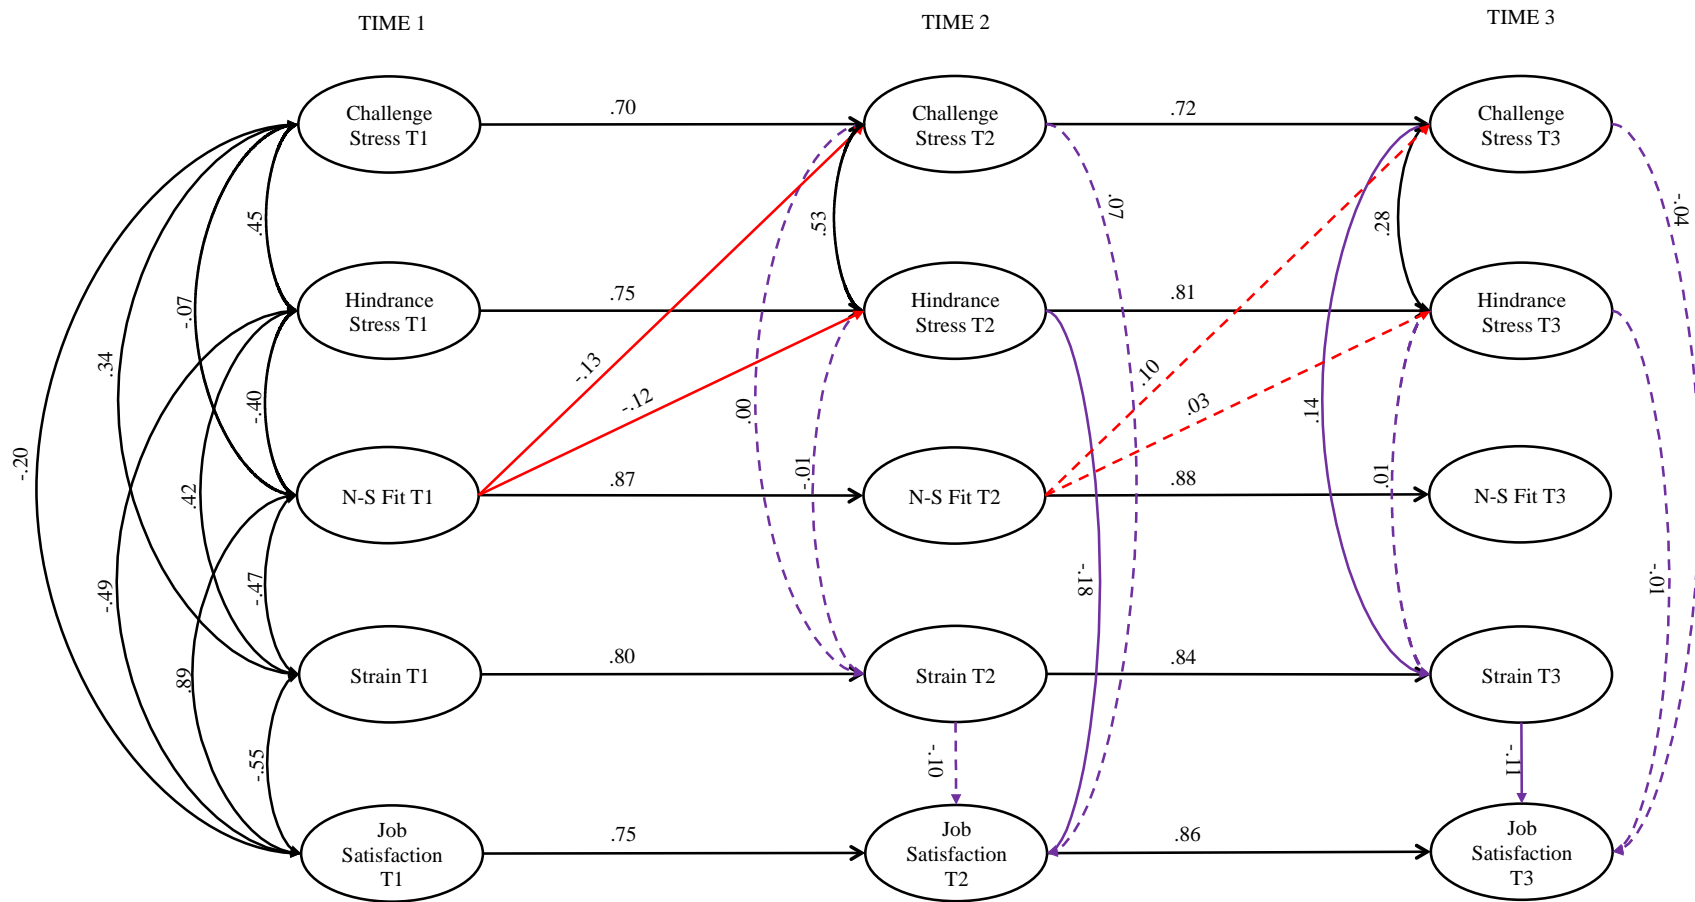 TIME 1
TIME 2
TIME 3
Challenge
Stress T1
.70
Challenge
Stress T2
.72
Challenge
Stress T3
.45
.53
.07
.28
-.04
Hindrance
Stress T1
.75
Hindrance
Stress T2
.81
Hindrance
Stress T3
-.07
.34
-.13
-.12
.10
.03
-.40
.00
.14
-.20
.42
-.01
.01
N-S Fit T1
.87
N-S Fit T2
.88
N-S Fit T3
-.49
-.47
-.18
-.01
Strain T1
.80
Strain T2
.84
Strain T3
.89
-.55
-.10
-.11
Job
Satisfaction
T1
.75
Job
Satisfaction
T2
.86
Job
Satisfaction
T3